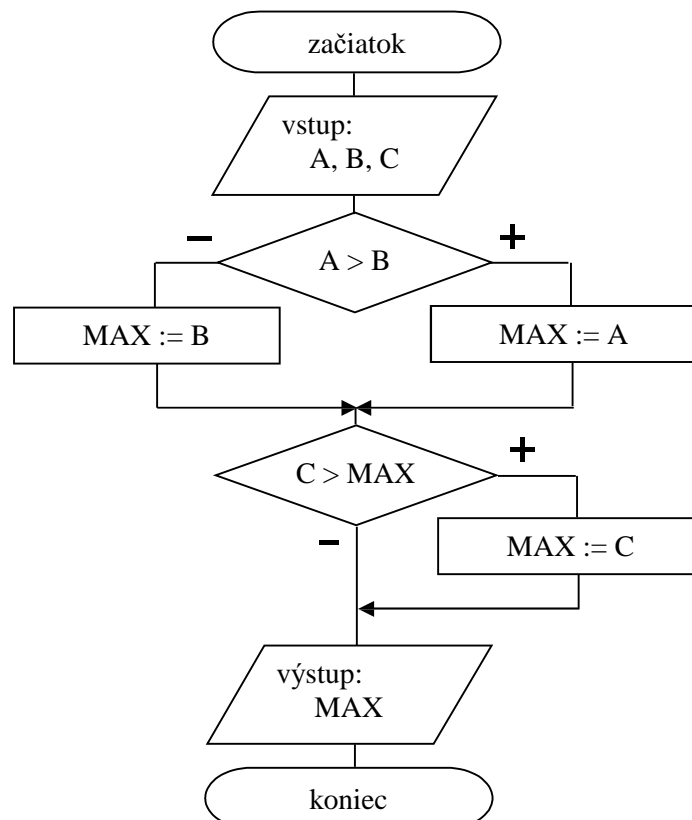 začiatok
vstup:
A, B, C
–
+
A > B
MAX := B
MAX := A
+
C > MAX
–
MAX := C
výstup:
MAX
koniec